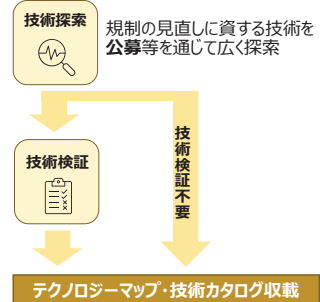 技術探索
規制の見直しに資する技術を
公募等を通じて広く探索
技術検証不要
技術検証
テクノロジーマップ・技術カタログ収載